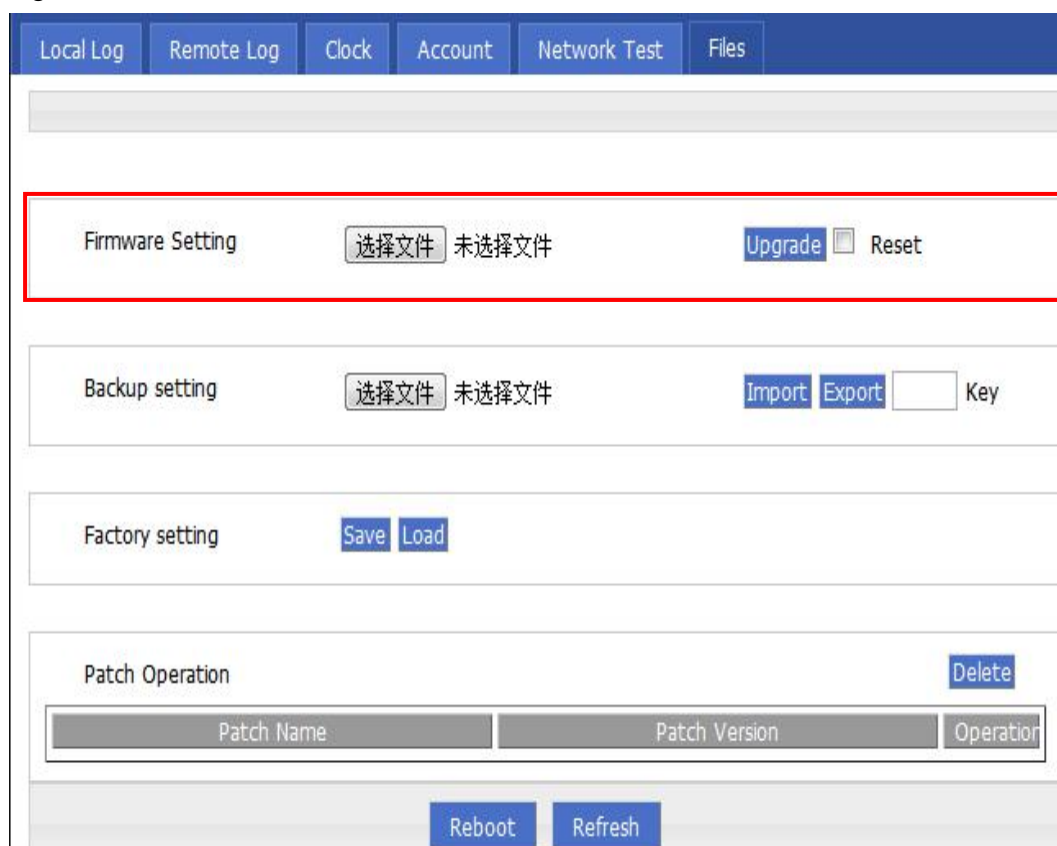 Local Log Remote Log Clock Account Network Test Files
Firmware Setting 选择文件 未选择文件 Upgrade Reset
Backup setting 选择文件 未选择文件 Import Export Key
Factory setting Save Load
Patch Operation Delete
Patch Name Patch Version Operation
Reboot Refresh